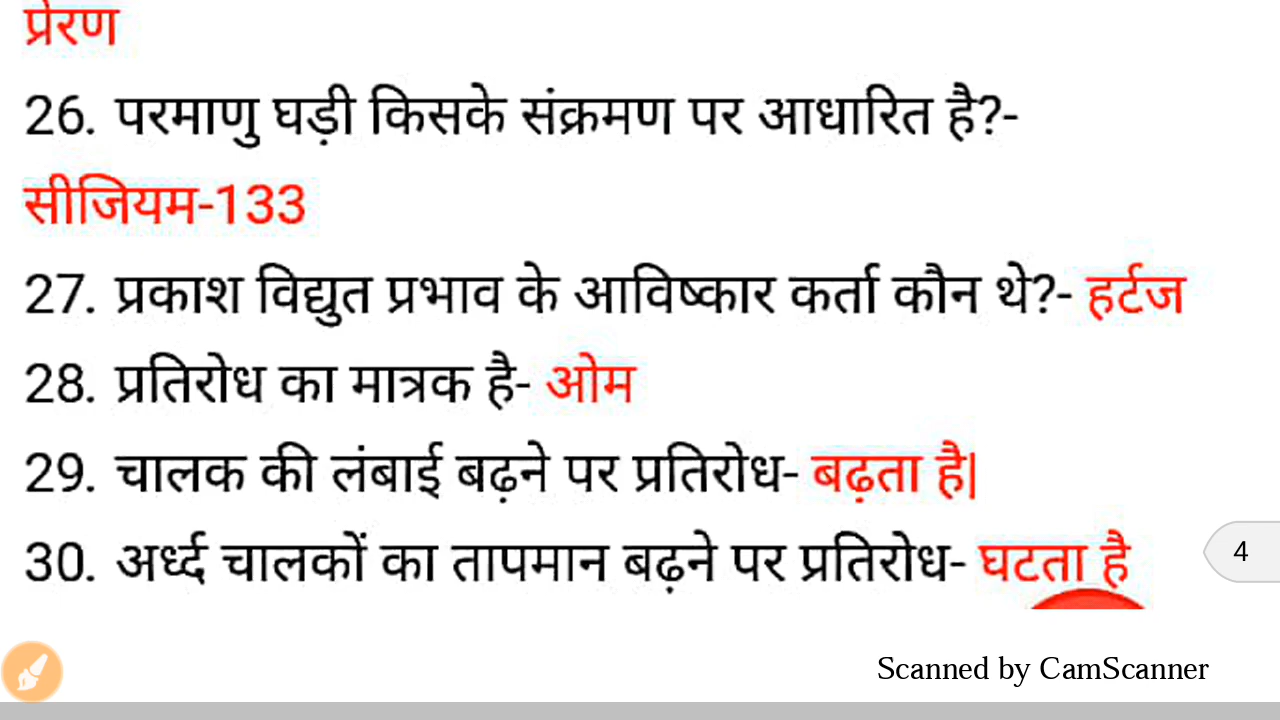 प्रेरण
26. परमाणु घड़ी किसके संक्रमण पर आधारित है?-
सीजियम-133
27. प्रकाश विद्युत प्रभाव के आविष्कार कर्ता कौन थे?- हर्टज
28. प्रतिरोध का मात्रक है- ओम
29. चालक की लंबाई बढ़ने पर प्रतिरोध- बढ़ता है|
30. अर्ध्द चालकों का तापमान बढ़ने पर प्रतिरोध- घटता है
4
Scanned by CamScanner